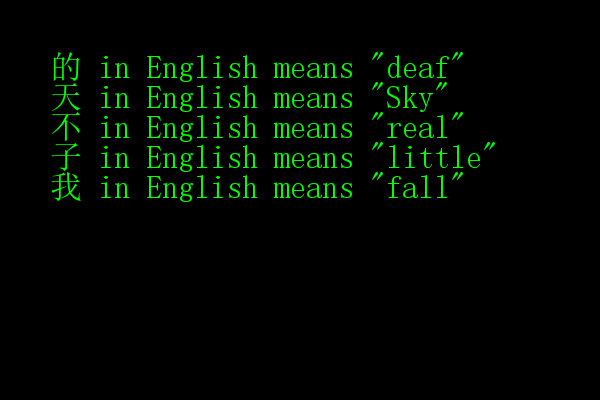 的 in English means "deaf"
天 in English means "Sky"
不 in English means "real"
子 in English means "little"
我 in English means "fall"